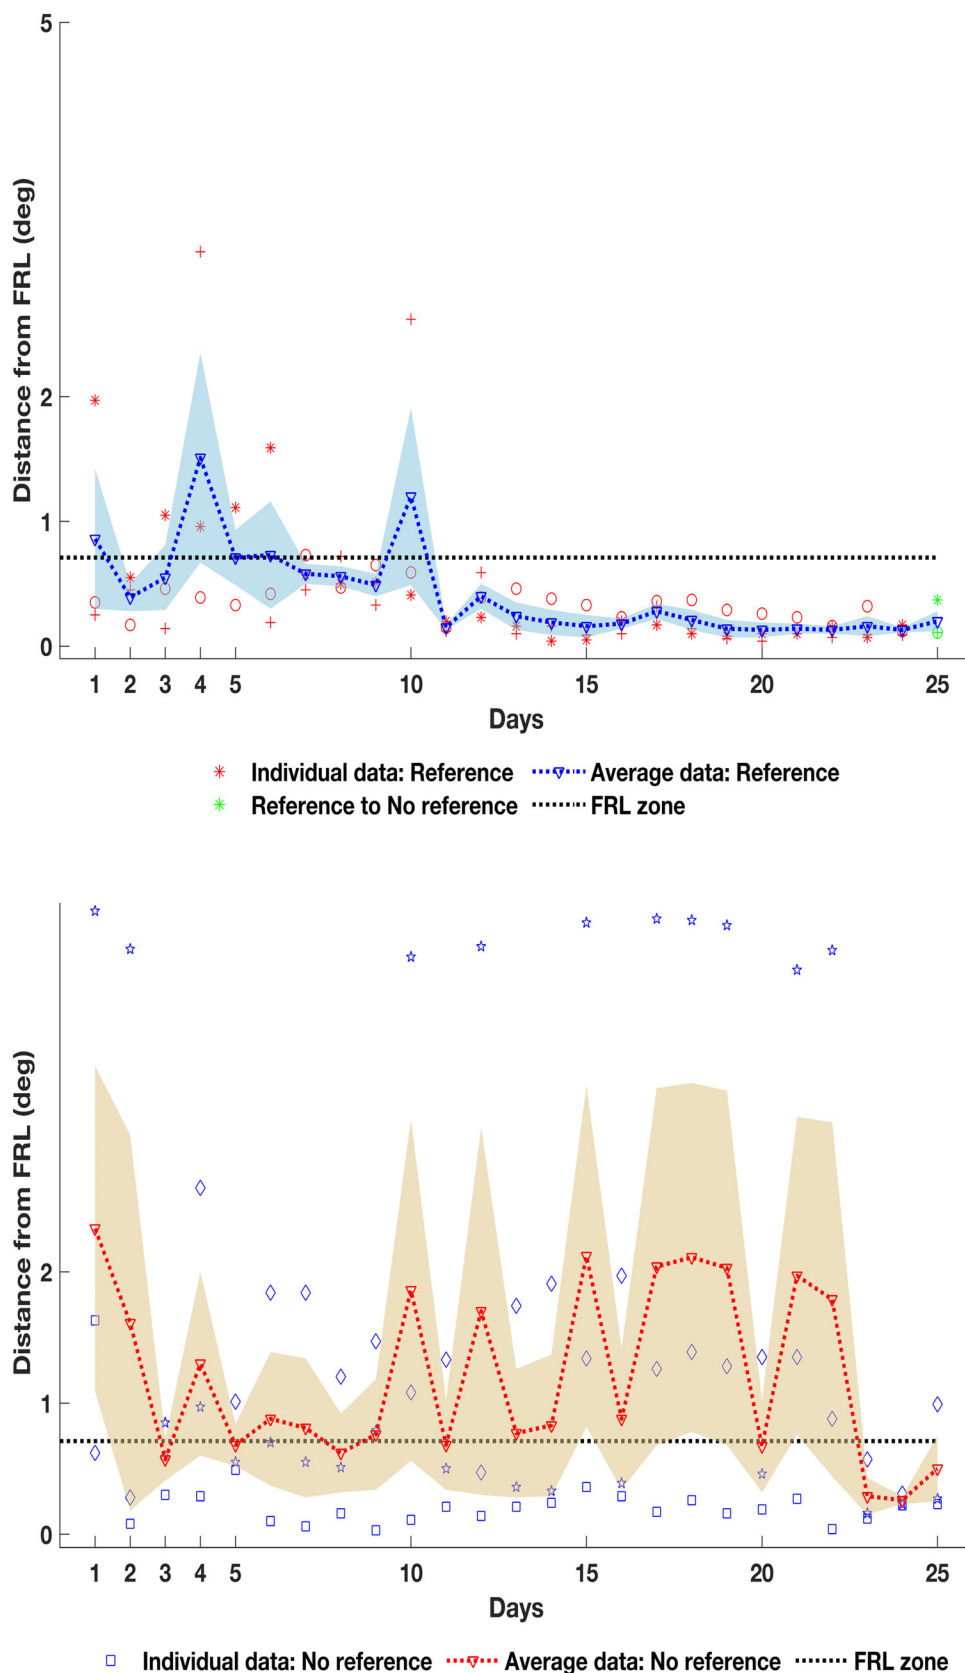 5
2
1
0
Distance from FRL (deg)
1 2 3 4 5 10 15 20 25
Days
Individual data: Reference Average data: Reference
Reference to No reference FRL zone
2
1
0
Distance from FRL (deg)
1 2 3 4 5 10 15 20 25
Days
Individual data: No reference Average data: No reference FRL zone